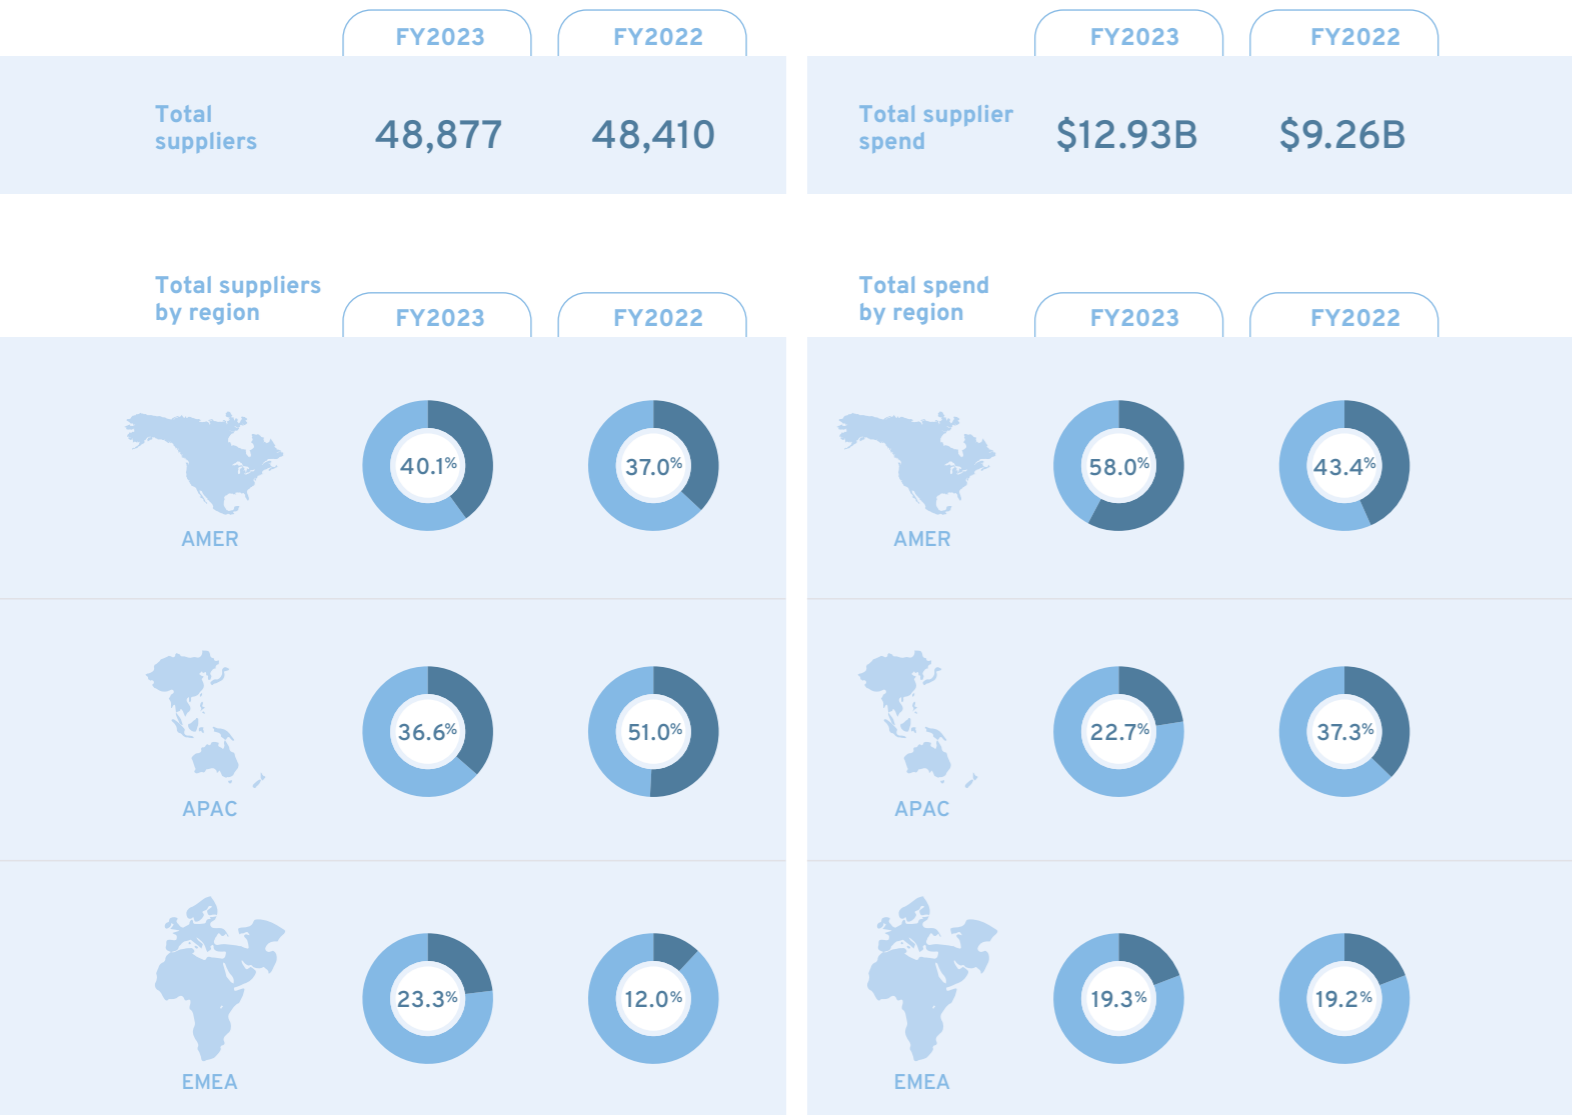 FY2023 FY2022
Total
suppliers
48,877 48,410
FY2023 FY2022
Total supplier
spend
$12.93B $9.26B
Total suppliers
by region
FY2023 FY2022
AMER
40.1% 37.0%
APAC
36.6% 51.0%
EMEA
23.3% 12.0%
Total spend
by region
FY2023 FY2022
AMER
58.0% 43.4%
APAC
22.7% 37.3%
EMEA
19.3% 19.2%